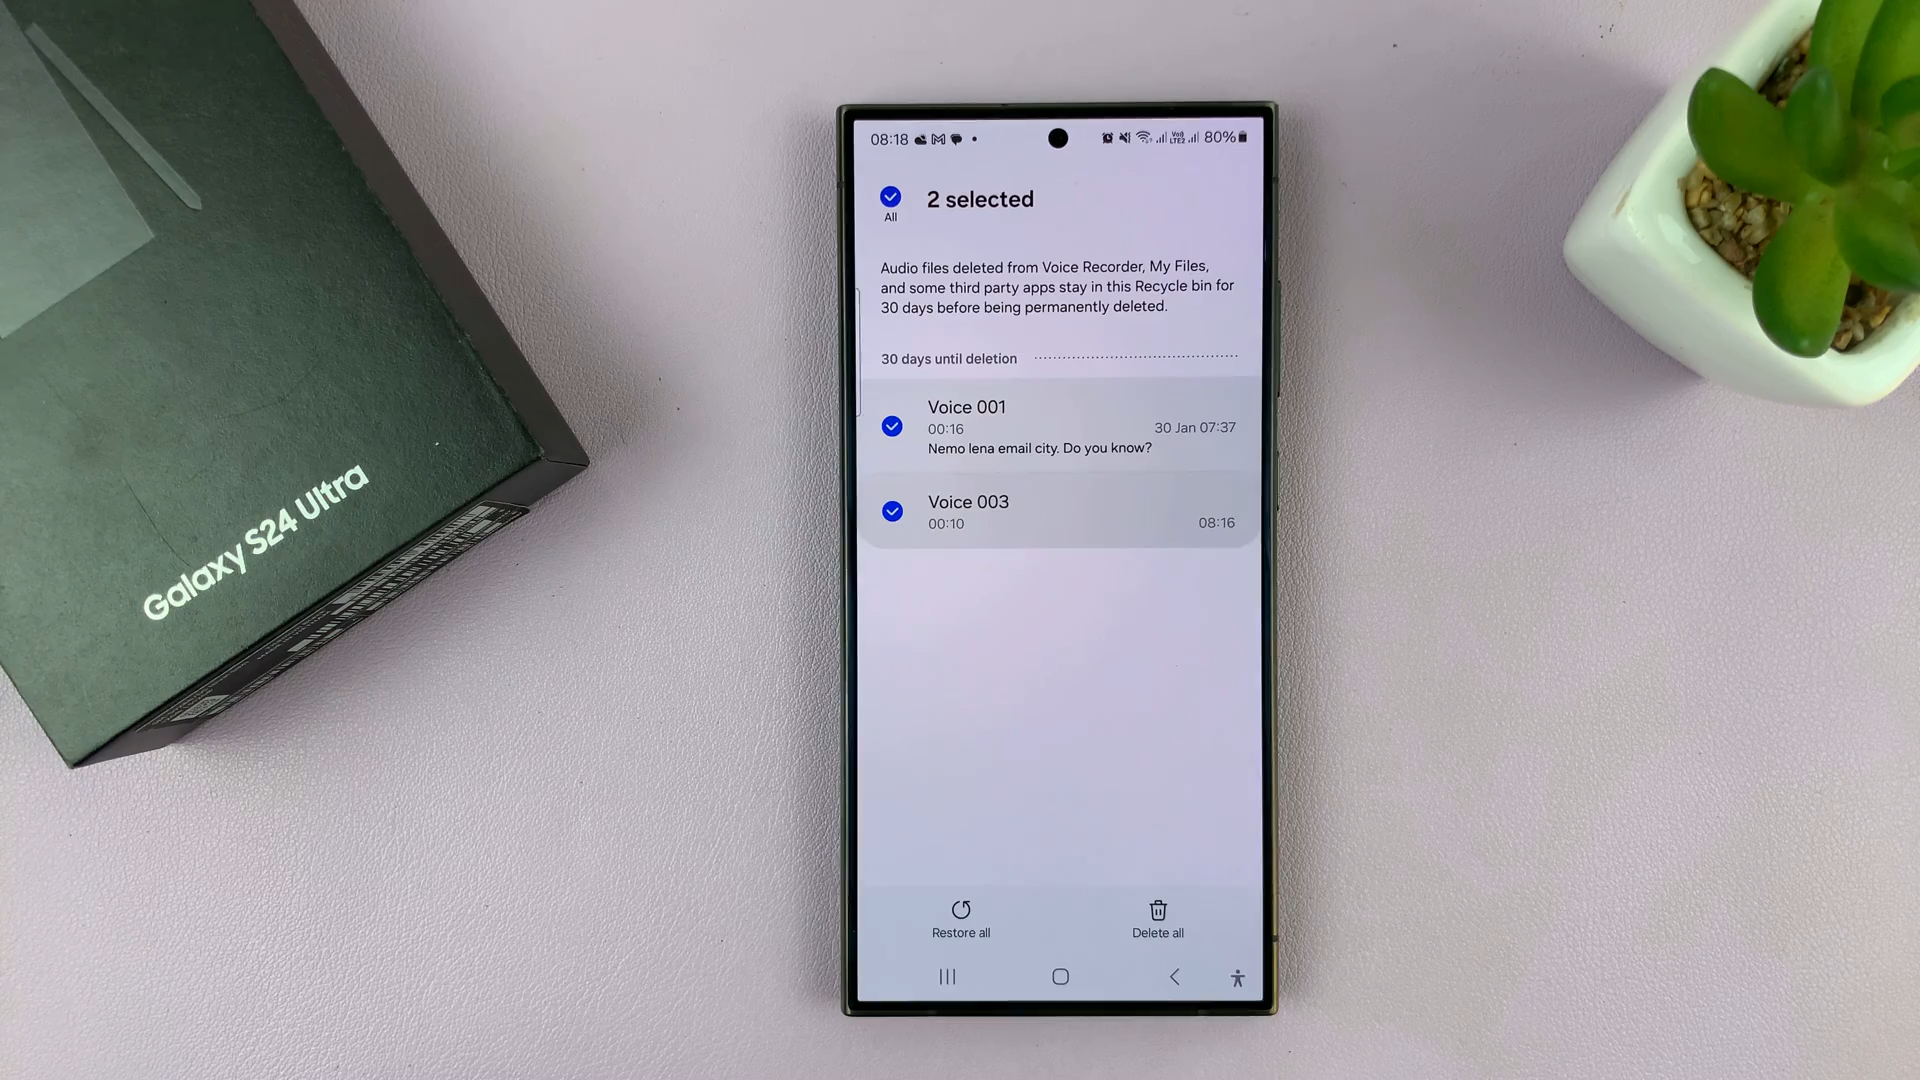 Galaxy S24 Ultra
08:18
VoJ
LTE2
80%
All
2 selected
Audio files deleted from Voice Recorder, My Files,
and some third party apps stay in this Recycle bin for
30 days before being permanently deleted.
30 days until deletion
Voice 001
00:16
30 Jan 07:37
Nemo lena email city. Do you know?
Voice 003
00:10
08:16
Restore all
Delete all